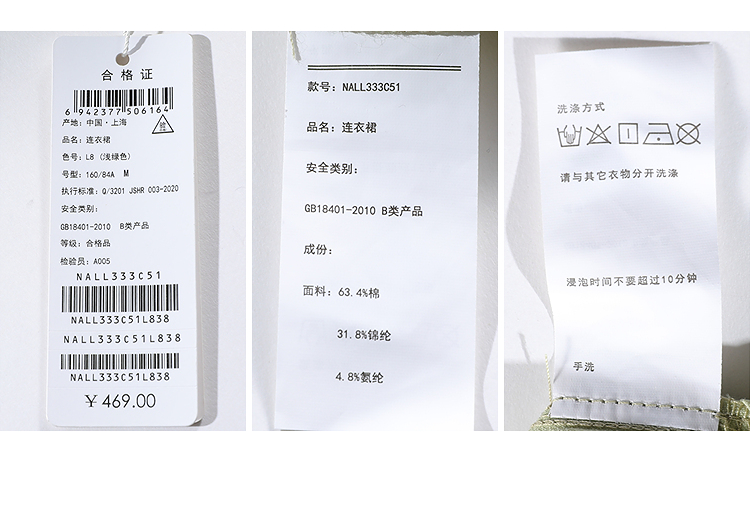 合格证
6 942377 506164
产地: 中国·上海
品名: 连衣裙
色号: L8 (浅绿色)
号型: 160/84A M
执行标准: Q/3201 JSHR 003-2020
安全类别:
GB18401-2010 B类产品
等级: 合格品
检验员: A005
NALL333C51
NALL333C51L838
NALL333C51L838
NALL333C51L838
￥469.00
款号: NALL333C51
品名: 连衣裙
安全类别:
GB18401-2010 B类产品
成份:
面料: 63.4%棉
31.8%锦纶
4.8%氨纶
洗涤方式
请与其它衣物分开洗涤
浸泡时间不要超过10分钟
手洗